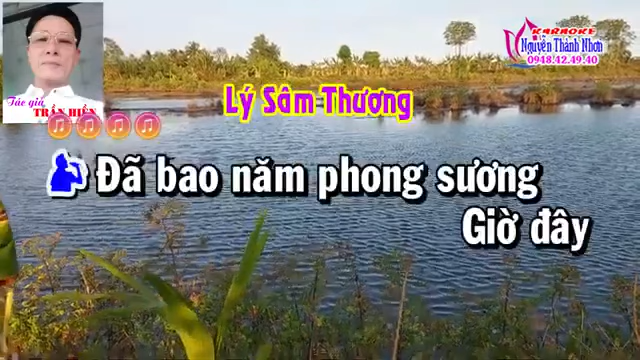 KARAOKE
Nguyễn Thành Nhơn
0948.42.49.40
Tác giả
TRẦN HIỀN
Lý Sâm Thương
Đã bao năm phong sương
Giờ đây